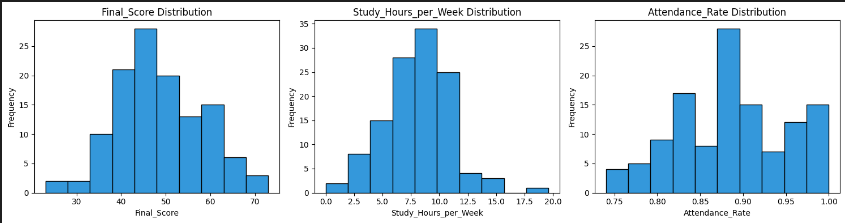 Final_Score Distribution
Frequency
25
20
15
10
5
0
30 40 50 60 70
Final_Score
Study_Hours_per_Week Distribution
Frequency
35
30
25
20
15
10
5
0
0.0 2.5 5.0 7.5 10.0 12.5 15.0 17.5 20.0
Study_Hours_per_Week
Attendance_Rate Distribution
Frequency
25
20
15
10
5
0
0.75 0.80 0.85 0.90 0.95 1.00
Attendance_Rate